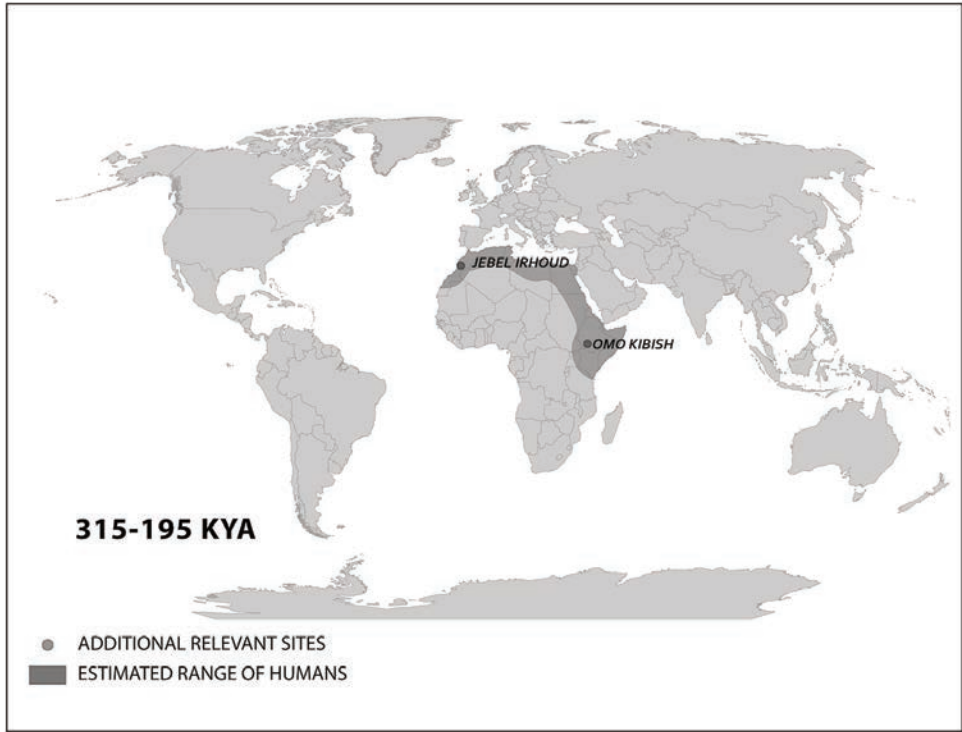 JEBEL IRHOUD
OMO KIBISH
315-195 KYA
ADDITIONAL RELEVANT SITES
ESTIMATED RANGE OF HUMANS